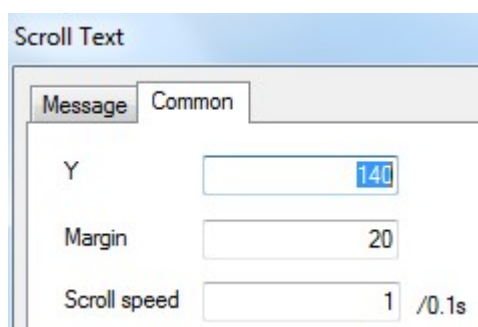 Scroll Text
Message Common
Y 140
Margin 20
Scroll speed 1 /0.1s